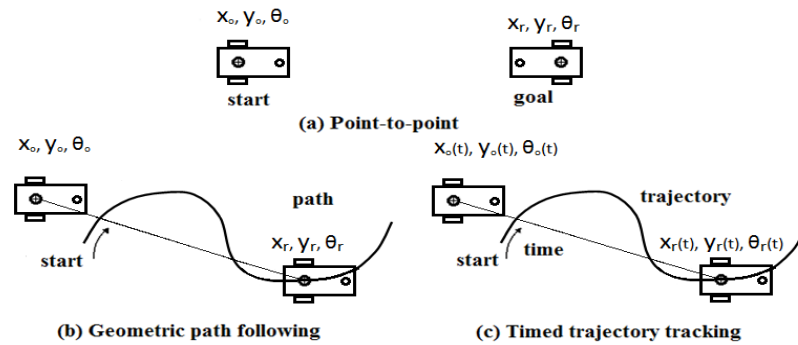 xₒ, yₒ, θₒ
xᵣ, yᵣ, θᵣ
start
goal
(a) Point-to-point
xₒ, yₒ, θₒ
path
xᵣ, yᵣ, θᵣ
start
(b) Geometric path following
xₒ(t), yₒ(t), θₒ(t)
trajectory
xᵣ(t), yᵣ(t), θᵣ(t)
time
start
(c) Timed trajectory tracking